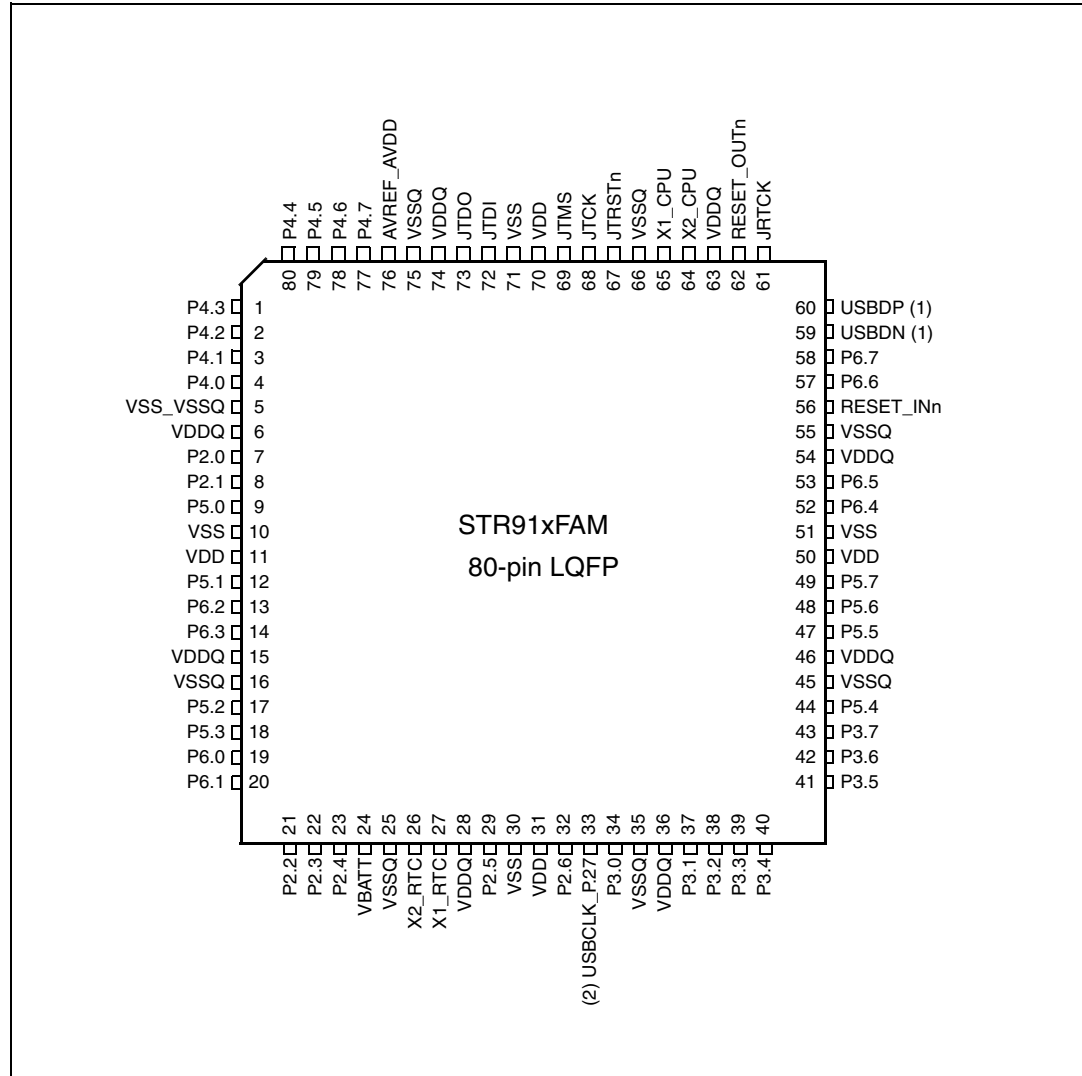 P4.4
P4.5
P4.6
P4.7
AVREF_AVDD
VSSQ
VDDQ
JTDO
JTDI
VSS
VDD
JTMS
JTCK
JTRSTn
VSSQ
X1_CPU
X2_CPU
VDDQ
RESET_OUTn
JRTCK
80
79
78
77
76
75
74
73
72
71
70
69
68
67
66
65
64
63
62
61
P4.3 1
P4.2 2
P4.1 3
P4.0 4
VSS_VSSQ 5
VDDQ 6
P2.0 7
P2.1 8
P5.0 9
VSS 10
VDD 11
P5.1 12
P6.2 13
P6.3 14
VDDQ 15
VSSQ 16
P5.2 17
P5.3 18
P6.0 19
P6.1 20
STR91xFAM
80-pin LQFP
60 USBDP (1)
59 USBDN (1)
58 P6.7
57 P6.6
56 RESET_INn
55 VSSQ
54 VDDQ
53 P6.5
52 P6.4
51 VSS
50 VDD
49 P5.7
48 P5.6
47 P5.5
46 VDDQ
45 VSSQ
44 P5.4
43 P3.7
42 P3.6
41 P3.5
21
22
23
24
25
26
27
28
29
30
31
32
33
34
35
36
37
38
39
40
P2.2
P2.3
P2.4
VBATT
VSSQ
X2_RTC
X1_RTC
VDDQ
P2.5
VSS
VDD
P2.6
(2) USBCLK_P.27
P3.0
VSSQ
VDDQ
P3.1
P3.2
P3.3
P3.4